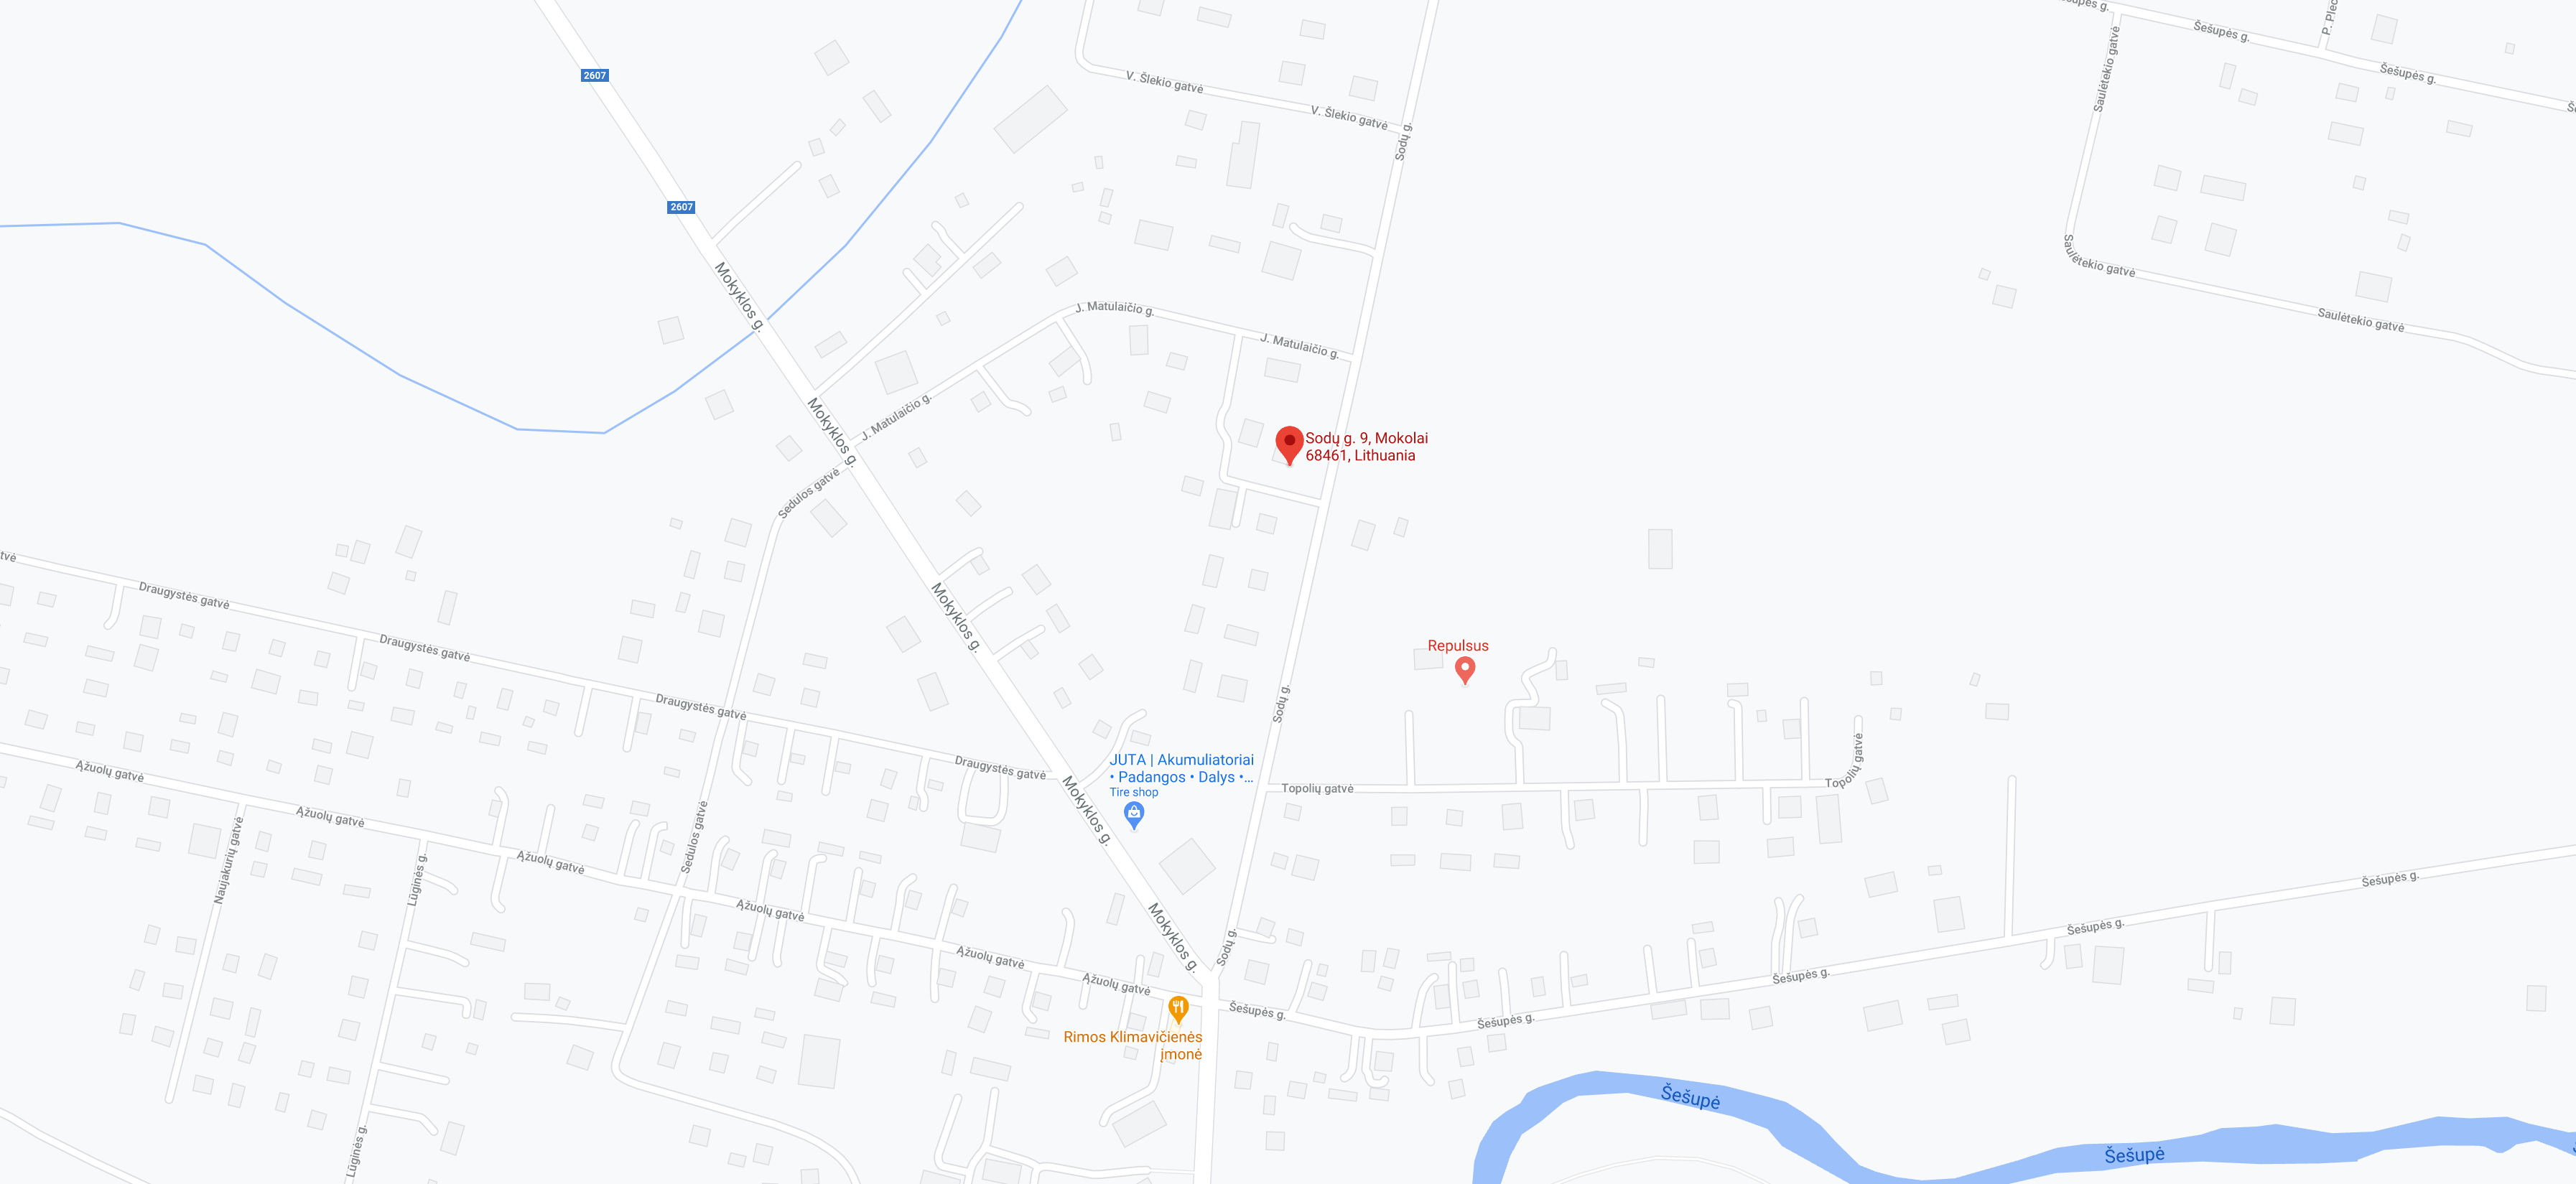 Šešupės g.
Šešupės g.
Saulėtekio gatvė
2607
Šešupės g.
V. Šlekio gatvė
V. Šlekio gatvė
Sodų g.
2607
Saulėtekio gatvė
Mokyklos g.
J. Matulaičio g.
Saulėtekio gatvė
J. Matulaičio g.
J. Matulaičio g.
Mokyklos g.
Sodų g. 9, Mokolai
68461, Lithuania
Sedulos gatvė
Draugystės gatvė
Mokyklos g.
Draugystės gatvė
Repulsus
Draugystės gatvė
Sodų g.
Draugystės gatvė
JUTA | Akumuliatoriai
• Padangos • Dalys •...
Tire shop
Topolių gatvė
Topolių gatvė
Ąžuolų gatvė
Mokyklos g.
Ąžuolų gatvė
Sedulos gatvė
Naujakurių gatvė
Lūginės g.
Ąžuolų gatvė
Šešupės g.
Ąžuolų gatvė
Mokyklos g.
Sodų g.
Šešupės g.
Ąžuolų gatvė
Šešupės g.
Ąžuolų gatvė
Šešupės g.
Šešupės g.
Rimos Klimavičienės
įmonė
Šešupė
Lūginės g.
Šešupė